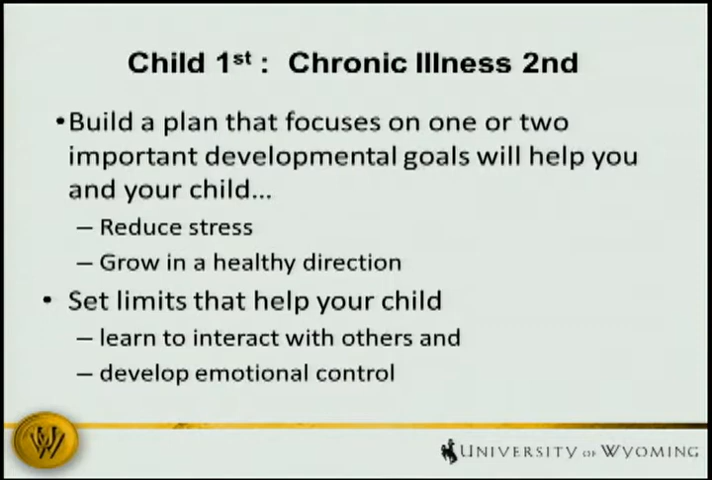 Child 1st : Chronic Illness 2nd
•Build a plan that focuses on one or two
important developmental goals will help you
and your child...
– Reduce stress
– Grow in a healthy direction
• Set limits that help your child
– learn to interact with others and
– develop emotional control
UW
UNIVERSITY OF WYOMING